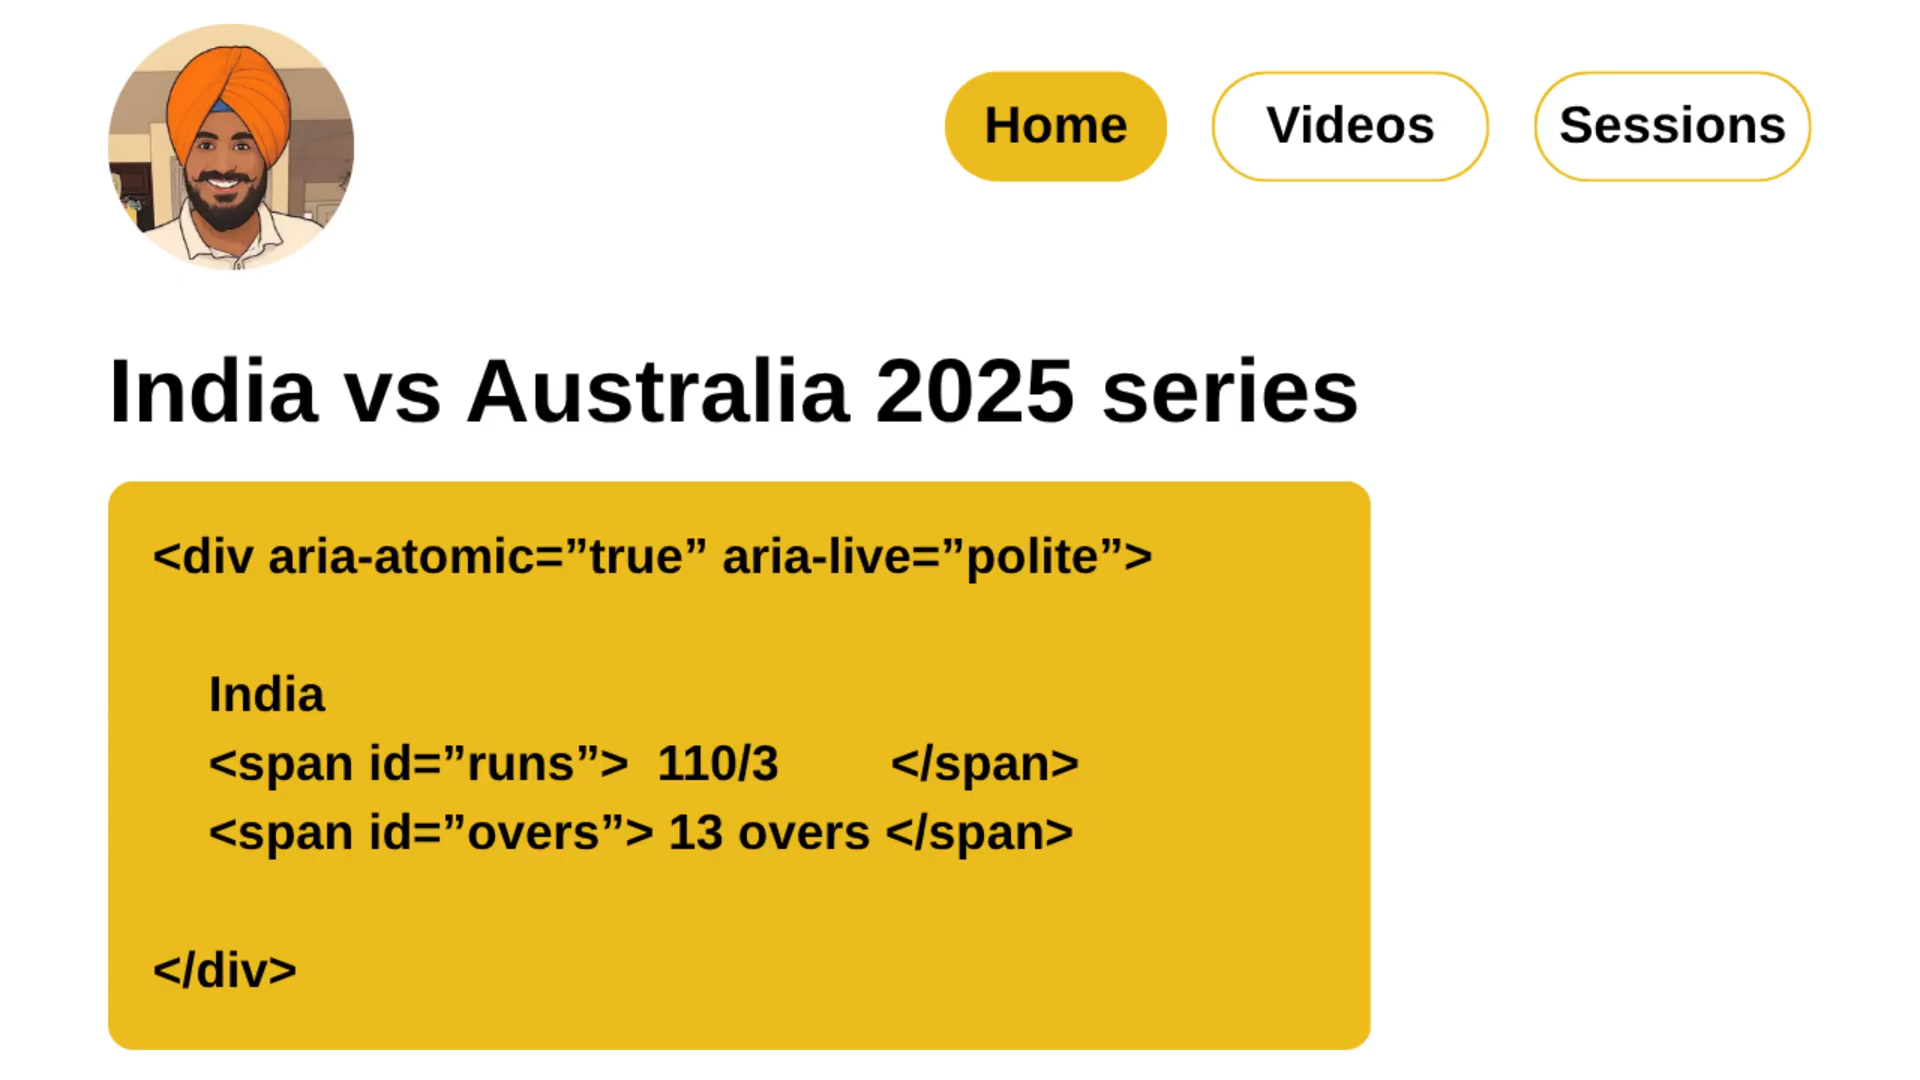 Home
Videos
Sessions
India vs Australia 2025 series
<div aria-atomic=”true” aria-live=”polite”>
India
<span id=”runs”> 110/3 </span>
<span id=”overs”> 13 overs </span>
</div>